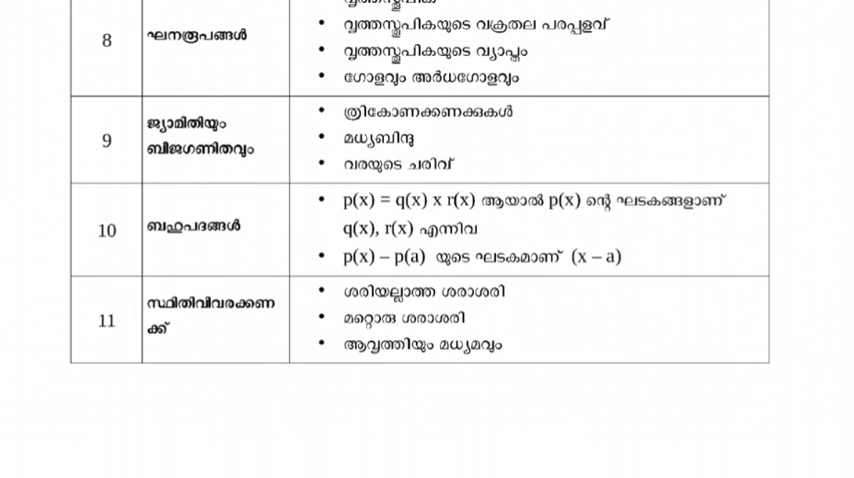 വൃത്തസ്തൂപിക
വൃത്തസ്തൂപികയുടെ വക്രതല പരപ്പളവ്
8 ഘനരൂപങ്ങൾ
വൃത്തസ്തൂപികയുടെ വ്യാപ്തം
ഗോളവും അർധഗോളവും
9 ജ്യാമിതിയും
ബീജഗണിതവും
ത്രികോണക്കണക്കുകൾ
മധ്യബിന്ദു
വരയുടെ ചരിവ്
10 ബഹുപദങ്ങൾ
p(x) = q(x) x r(x) ആയാൽ p(x) ന്റെ ഘടകങ്ങളാണ്
q(x), r(x) എന്നിവ
p(x) – p(a) യുടെ ഘടകമാണ് (x – a)
11 സ്ഥിതിവിവരക്കണ
ക്ക്
ശരിയല്ലാത്ത ശരാശരി
മറ്റൊരു ശരാശരി
ആവൃത്തിയും മധ്യമവും